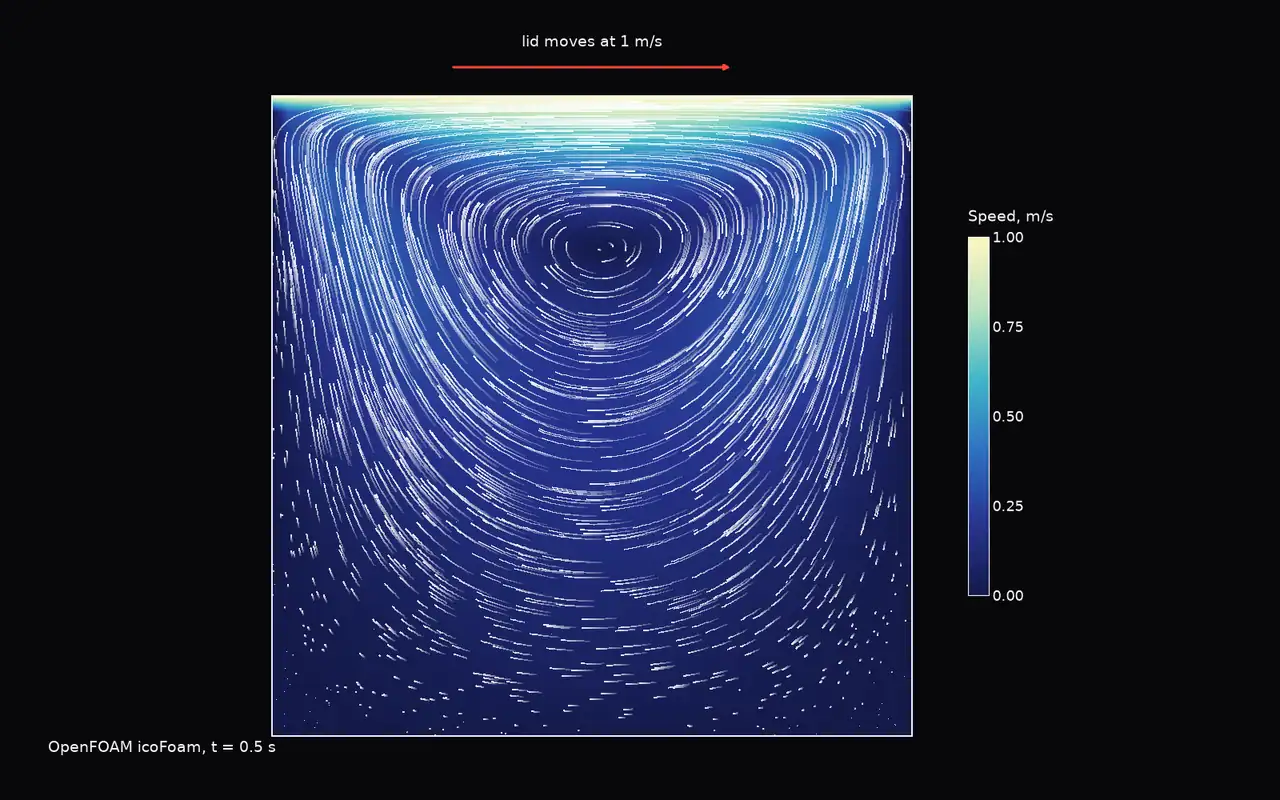 lid moves at 1 m/s
Speed, m/s
1.00
0.75
0.50
0.25
0.00
OpenFOAM icoFoam, t = 0.5 s